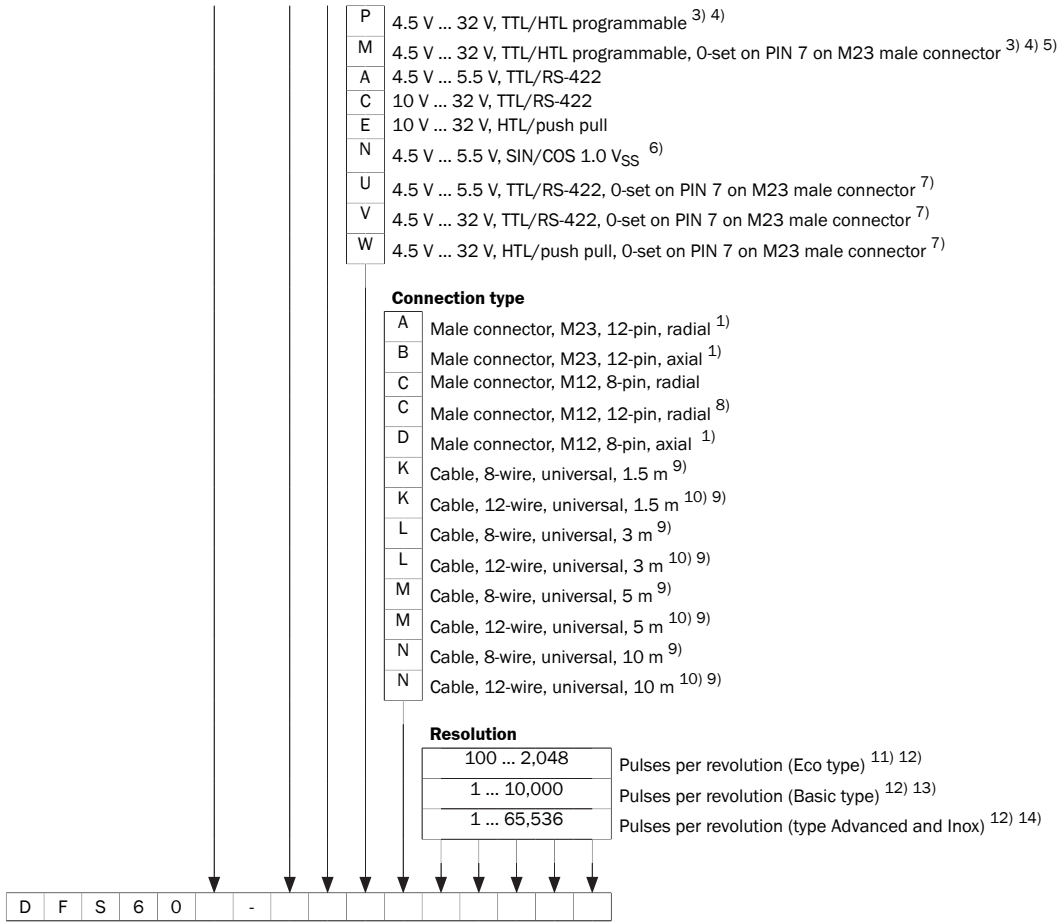 P 4.5 V ... 32 V, TTL/HTL programmable 3) 4)
M 4.5 V ... 32 V, TTL/HTL programmable, 0-set on PIN 7 on M23 male connector 3) 4) 5)
A 4.5 V ... 5.5 V, TTL/RS-422
C 10 V ... 32 V, TTL/RS-422
E 10 V ... 32 V, HTL/push pull
N 4.5 V ... 5.5 V, SIN/COS 1.0 VSS 6)
U 4.5 V ... 5.5 V, TTL/RS-422, 0-set on PIN 7 on M23 male connector 7)
V 4.5 V ... 32 V, TTL/RS-422, 0-set on PIN 7 on M23 male connector 7)
W 4.5 V ... 32 V, HTL/push pull, 0-set on PIN 7 on M23 male connector 7)
Connection type
A Male connector, M23, 12-pin, radial 1)
B Male connector, M23, 12-pin, axial 1)
C Male connector, M12, 8-pin, radial
C Male connector, M12, 12-pin, radial 8)
D Male connector, M12, 8-pin, axial 1)
K Cable, 8-wire, universal, 1.5 m 9)
K Cable, 12-wire, universal, 1.5 m 10) 9)
L Cable, 8-wire, universal, 3 m 9)
L Cable, 12-wire, universal, 3 m 10) 9)
M Cable, 8-wire, universal, 5 m 9)
M Cable, 12-wire, universal, 5 m 10) 9)
N Cable, 8-wire, universal, 10 m 9)
N Cable, 12-wire, universal, 10 m 10) 9)
Resolution
100 ... 2,048 Pulses per revolution (Eco type) 11) 12)
1 ... 10,000 Pulses per revolution (Basic type) 12) 13)
1 ... 65,536 Pulses per revolution (type Advanced and Inox) 12) 14)
D F S 6 0 -